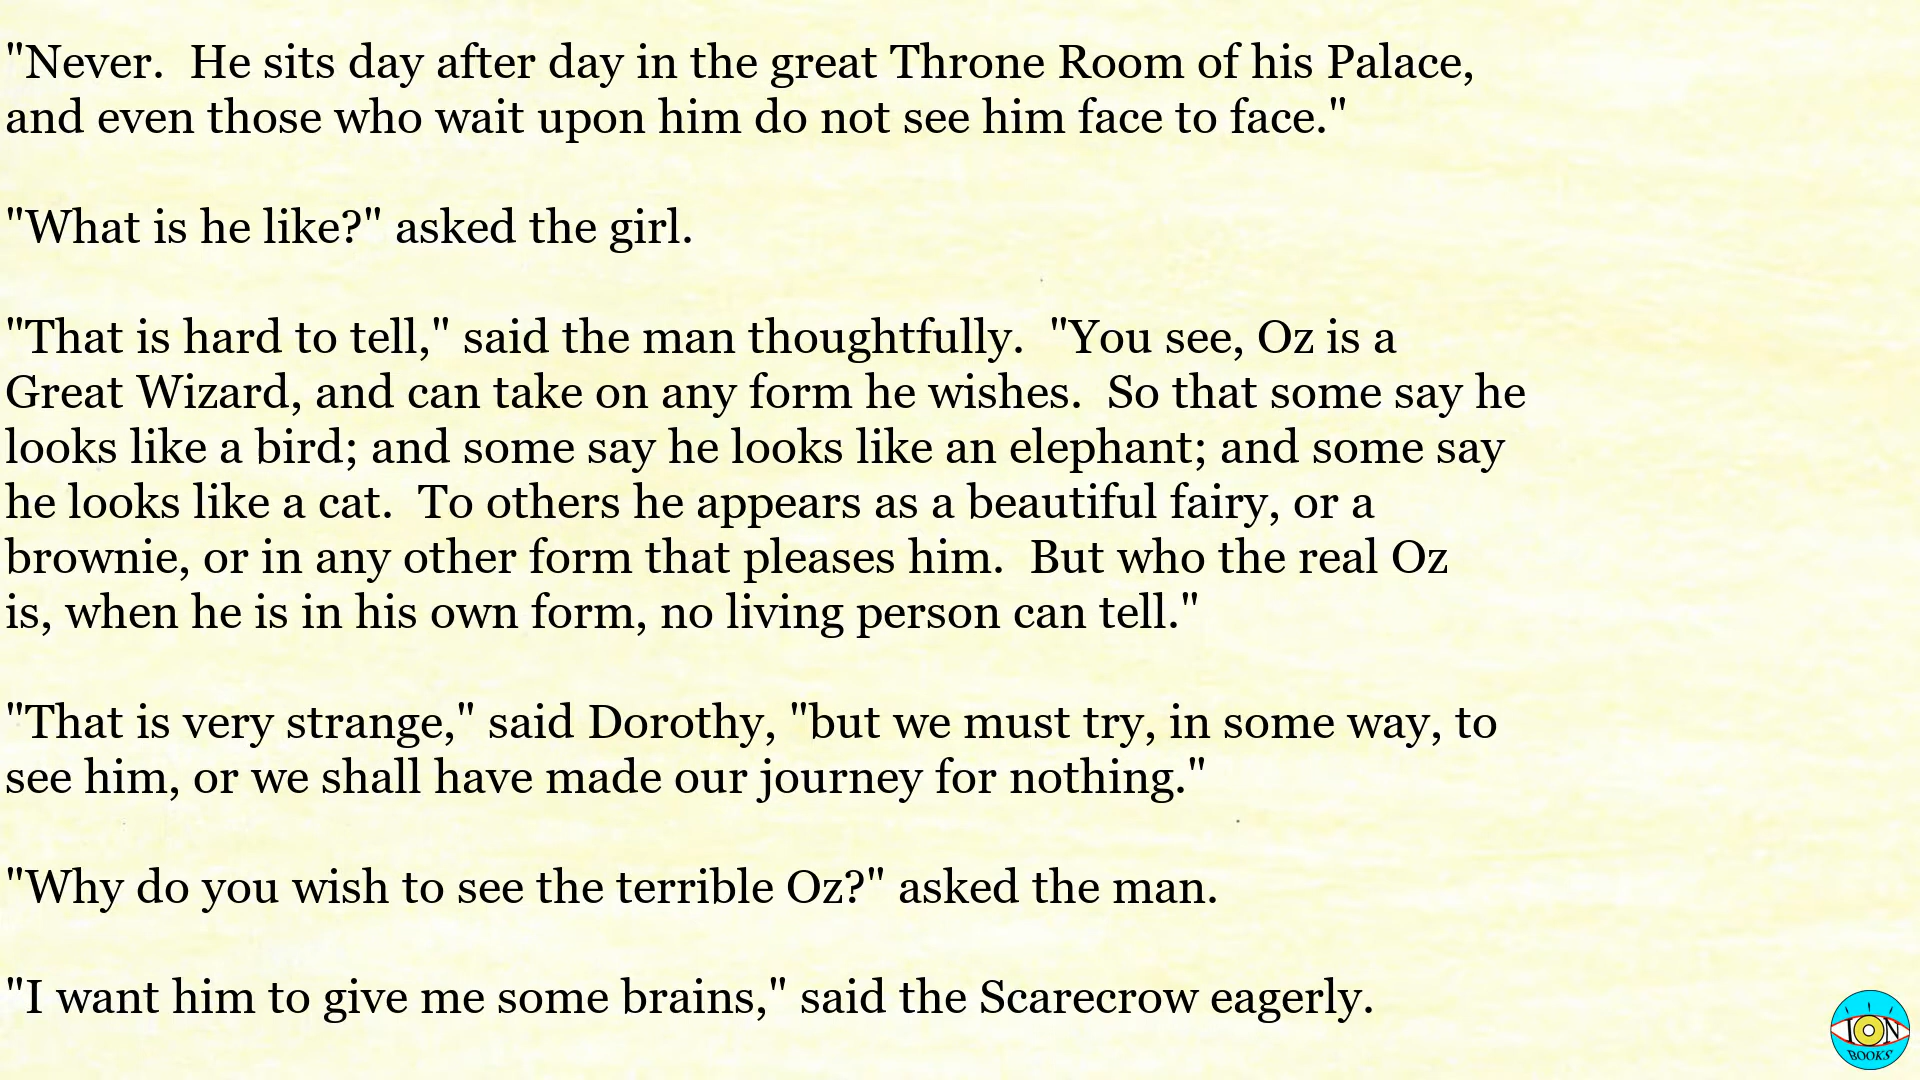 "Never.  He sits day after day in the great Throne Room of his Palace,
and even those who wait upon him do not see him face to face."
"What is he like?" asked the girl.
"That is hard to tell," said the man thoughtfully.  "You see, Oz is a
Great Wizard, and can take on any form he wishes.  So that some say he
looks like a bird; and some say he looks like an elephant; and some say
he looks like a cat.  To others he appears as a beautiful fairy, or a
brownie, or in any other form that pleases him.  But who the real Oz
is, when he is in his own form, no living person can tell."
"That is very strange," said Dorothy, "but we must try, in some way, to
see him, or we shall have made our journey for nothing."
"Why do you wish to see the terrible Oz?" asked the man.
"I want him to give me some brains," said the Scarecrow eagerly.
ION
BOOKS